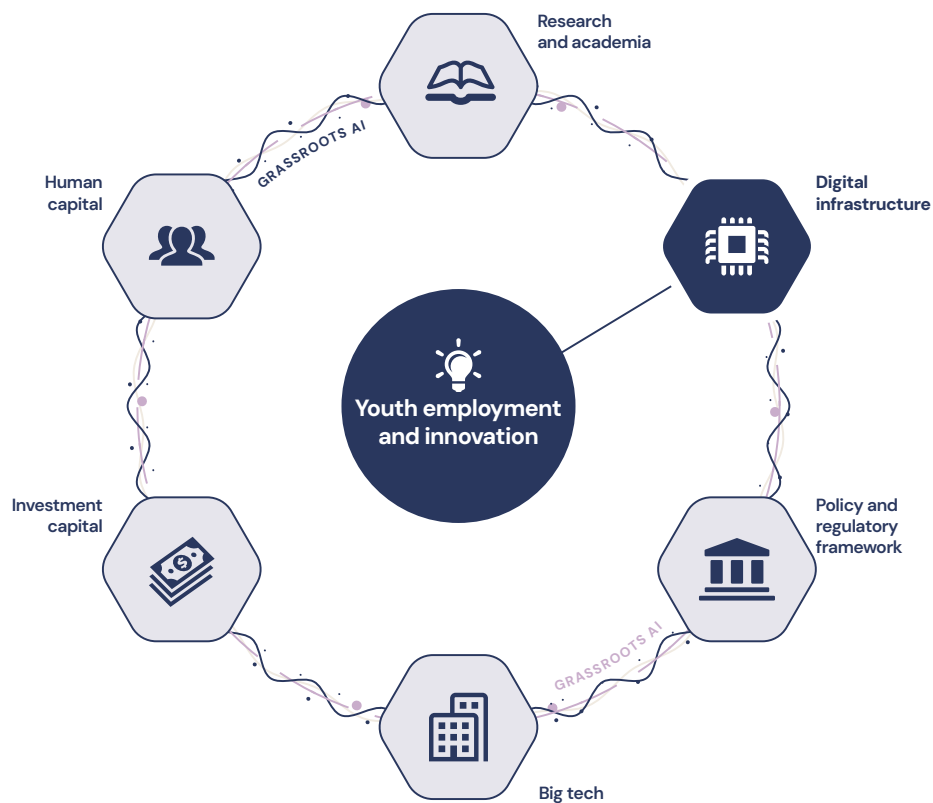 Research
and academia
GRASSROOTS AI
Human
capital
Digital
infrastructure
Youth employment
and innovation
Investment
capital
Policy and
regulatory
framework
GRASSROOTS AI
Big tech